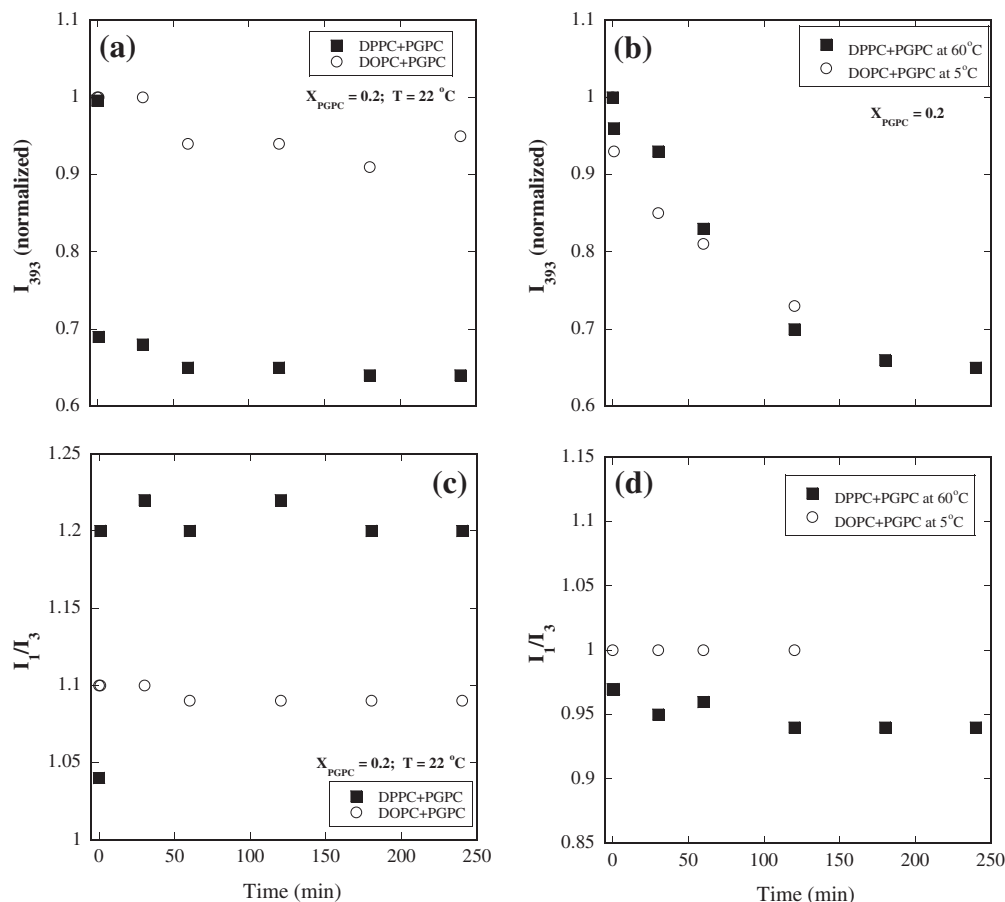 (a)
■ DPPC+PGPC
○ DOPC+PGPC
X_PGPC = 0.2; T = 22 °C
I_393 (normalized)
1.1
1
0.9
0.8
0.7
0.6
(b)
■ DPPC+PGPC at 60°C
○ DOPC+PGPC at 5°C
X_PGPC = 0.2
I_393 (normalized)
1.1
1
0.9
0.8
0.7
0.6
(c)
I_1/I_3
1.25
1.2
1.15
1.10
1.05
1
X_PGPC = 0.2; T = 22 °C
■ DPPC+PGPC
○ DOPC+PGPC
0 50 100 150 200 250
Time (min)
(d)
■ DPPC+PGPC at 60°C
○ DOPC+PGPC at 5°C
I_1/I_3
1.15
1.1
1.05
1
0.95
0.9
0.85
0 50 100 150 200 250
Time (min)